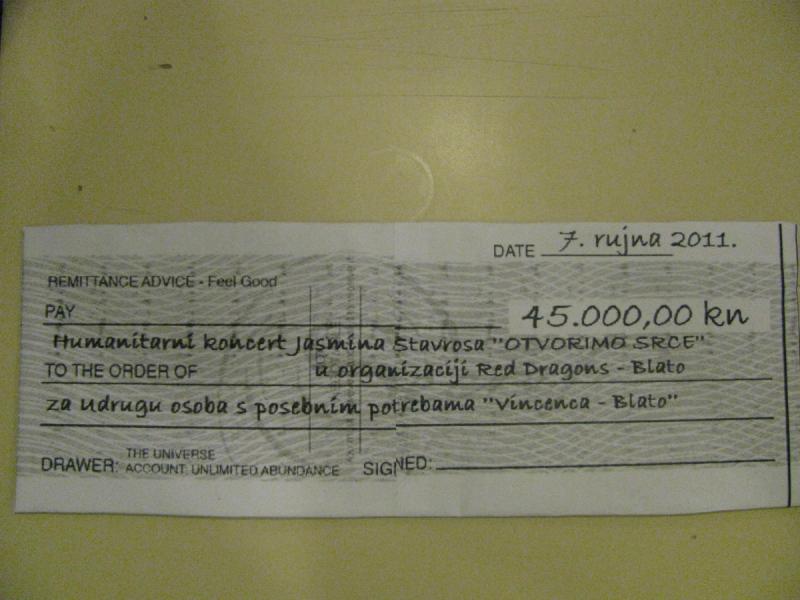 DATE 7. rujna 2011.
REMITTANCE ADVICE - Feel Good
PAY 45.000,00 kn
Humanitarni koncert Jasmina Stavrosa "OTVORIMO SRCE"
TO THE ORDER OF u organizaciji Red Dragons - Blato
za Udrugu osoba s posebnim potrebama "Vincenca - Blato"
THE UNIVERSE
DRAWER: ACCOUNT: UNLIMITED ABUNDANCE SIGNED: